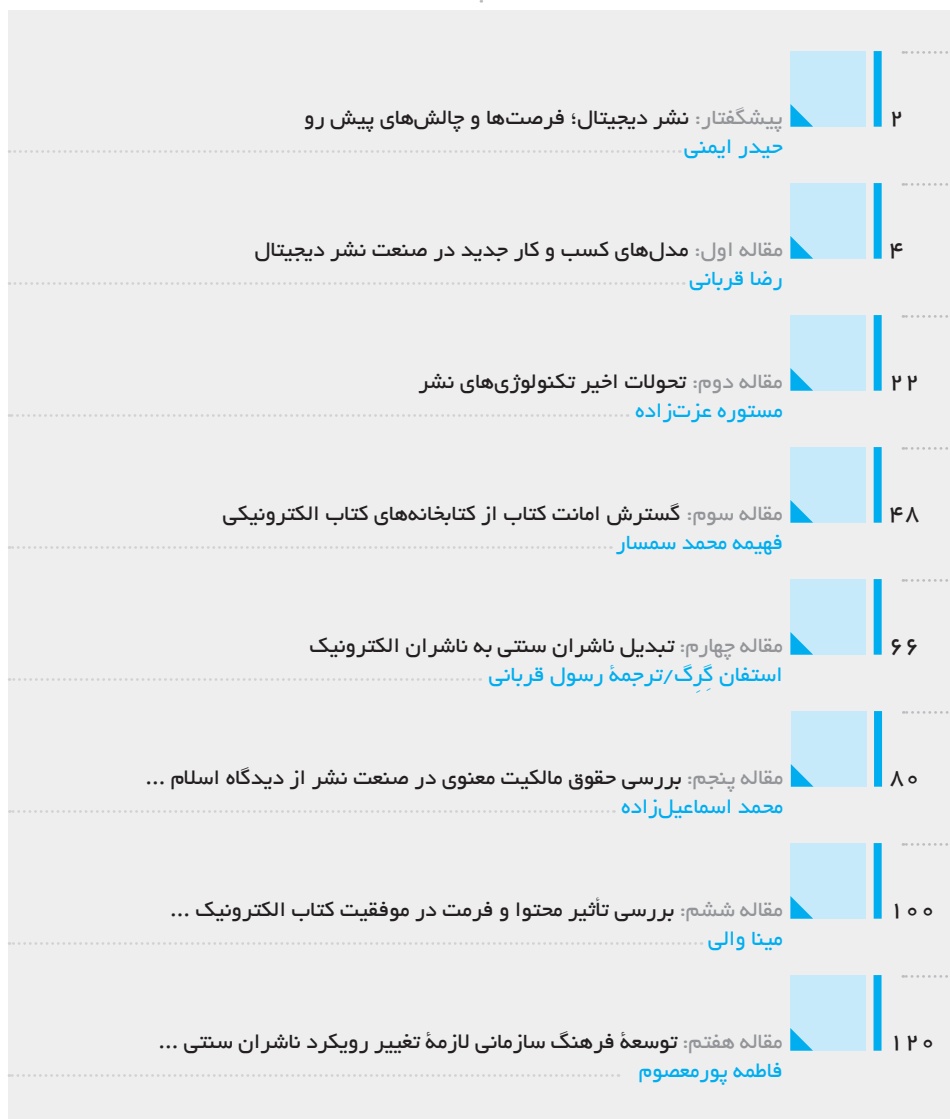 ۲ پیشگفتار: نشر دیجیتال؛ فرصت‌ها و چالش‌های پیش رو
حیدر ایمنی
۴ مقاله اول: مدل‌های کسب و کار جدید در صنعت نشر دیجیتال
رضا قربانی
۲۲ مقاله دوم: تحولات اخیر تکنولوژی‌های نشر
مستوره عزت‌زاده
۴۸ مقاله سوم: گسترش امانت کتاب از کتابخانه‌های کتاب الکترونیکی
فهیمه محمد سمسار
۶۶ مقاله چهارم: تبدیل ناشران سنتی به ناشران الکترونیک
استفان گِرِگ/ترجمهٔ رسول قربانی
۸۰ مقاله پنجم: بررسی حقوق مالکیت معنوی در صنعت نشر از دیدگاه اسلام ...
محمد اسماعیل‌زاده
۱۰۰ مقاله ششم: بررسی تأثیر محتوا و فرمت در موفقیت کتاب الکترونیک ...
مینا والی
۱۲۰ مقاله هفتم: توسعهٔ فرهنگ سازمانی لازمهٔ تغییر رویکرد ناشران سنتی ...
فاطمه پورمعصوم